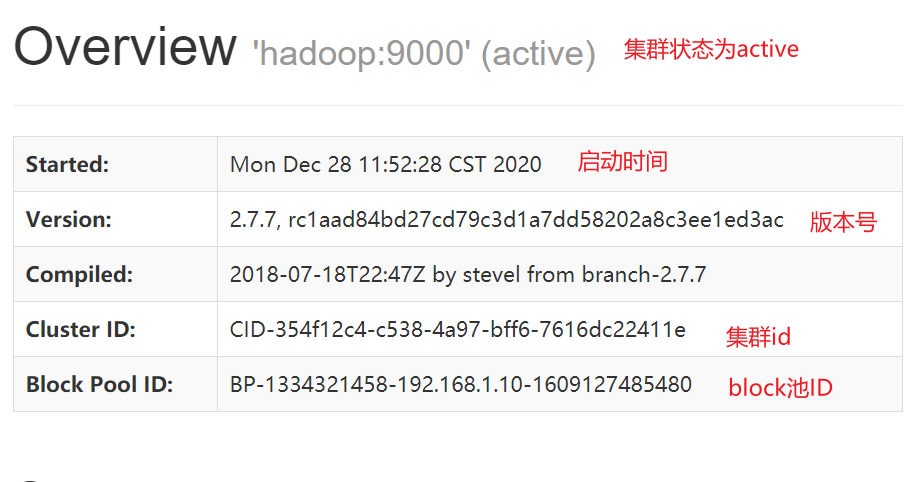 Overview 'hadoop:9000' (active) 集群状态为active
Started: Mon Dec 28 11:52:28 CST 2020 启动时间
Version: 2.7.7, rc1aad84bd27cd79c3d1a7dd58202a8c3ee1ed3ac 版本号
Compiled: 2018-07-18T22:47Z by stevel from branch-2.7.7
Cluster ID: CID-354f12c4-c538-4a97-bff6-7616dc22411e 集群id
Block Pool ID: BP-1334321458-192.168.1.10-1609127485480 block池ID